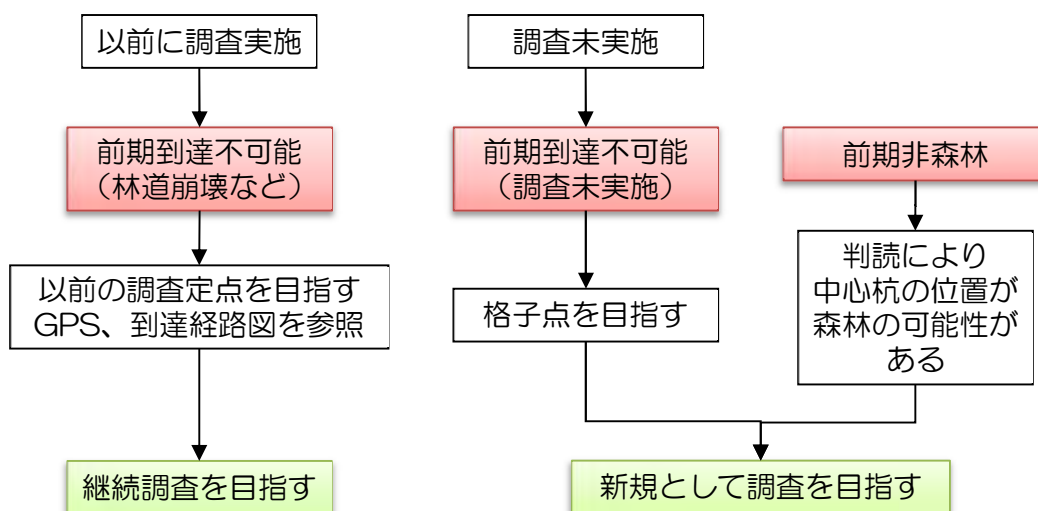 以前に調査実施
調査未実施
前期到達不可能
（林道崩壊など）
前期到達不可能
（調査未実施）
前期非森林
以前の調査定点を目指す
GPS、到達経路図を参照
格子点を目指す
判読により
中心杭の位置が
森林の可能性が
ある
継続調査を目指す
新規として調査を目指す